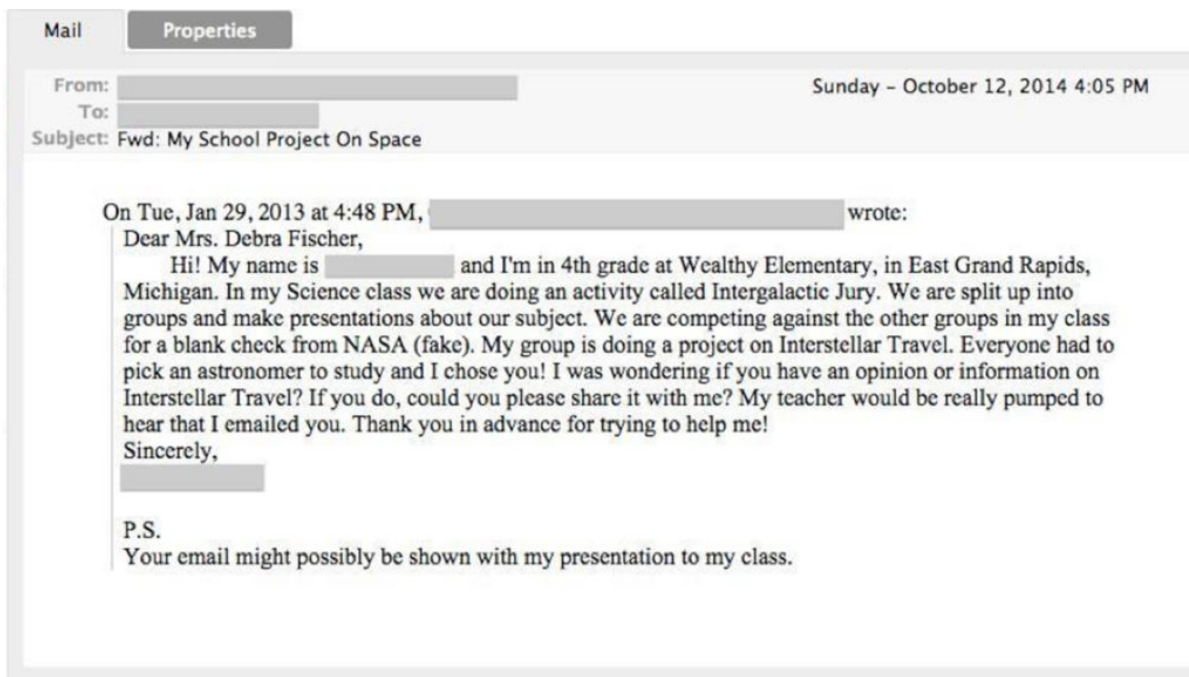 Mail Properties
From: Sunday – October 12, 2014 4:05 PM
To:
Subject: Fwd: My School Project On Space
On Tue, Jan 29, 2013 at 4:48 PM, wrote:
Dear Mrs. Debra Fischer,
Hi! My name is and I'm in 4th grade at Wealthy Elementary, in East Grand Rapids,
Michigan. In my Science class we are doing an activity called Intergalactic Jury. We are split up into
groups and make presentations about our subject. We are competing against the other groups in my class
for a blank check from NASA (fake). My group is doing a project on Interstellar Travel. Everyone had to
pick an astronomer to study and I chose you! I was wondering if you have an opinion or information on
Interstellar Travel? If you do, could you please share it with me? My teacher would be really pumped to
hear that I emailed you. Thank you in advance for trying to help me!
Sincerely,
P.S.
Your email might possibly be shown with my presentation to my class.